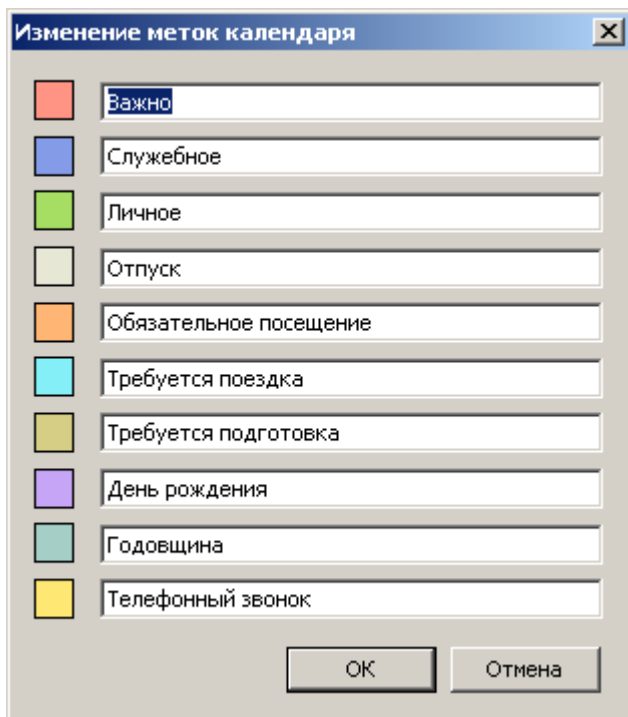 Изменение меток календаря
Важно
Служебное
Личное
Отпуск
Обязательное посещение
Требуется поездка
Требуется подготовка
День рождения
Годовщина
Телефонный звонок
ОК Отмена